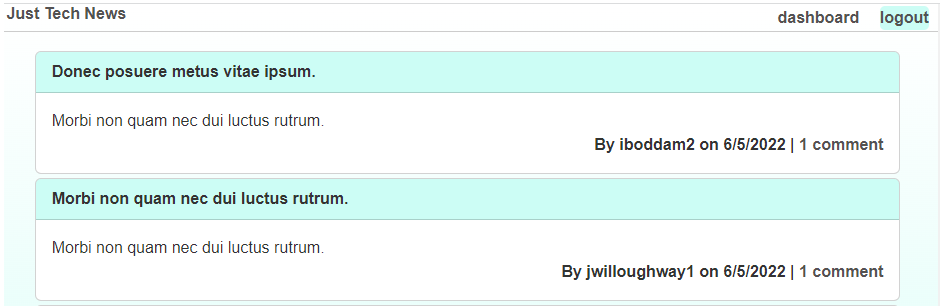 Just Tech News
dashboard logout
Donec posuere metus vitae ipsum.
Morbi non quam nec dui luctus rutrum.
By iboddam2 on 6/5/2022 | 1 comment
Morbi non quam nec dui luctus rutrum.
Morbi non quam nec dui luctus rutrum.
By jwilloughway1 on 6/5/2022 | 1 comment